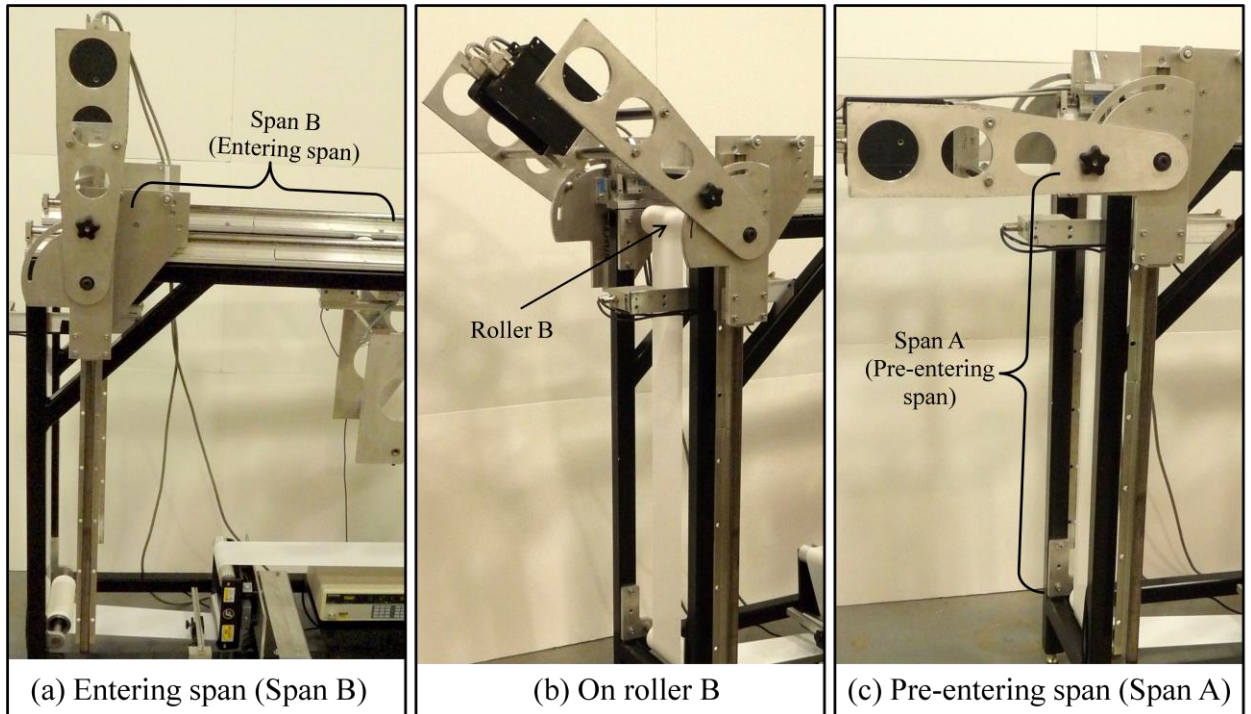 Span B
(Entering span)
Roller B
Span A
(Pre-entering
span)
(a) Entering span (Span B)
(b) On roller B
(c) Pre-entering span (Span A)